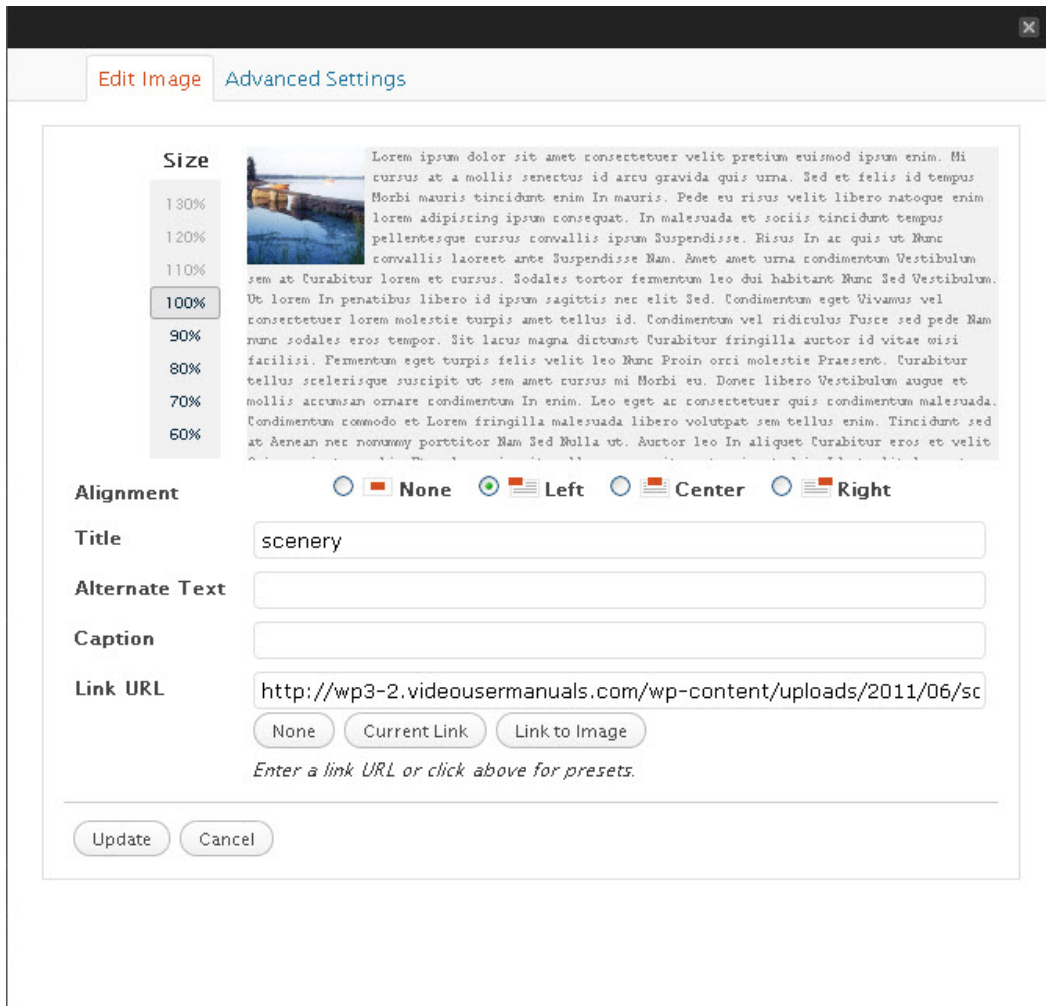 Edit Image Advanced Settings
Size
130%
120%
110%
100%
90%
80%
70%
60%
Lorem ipsum dolor sit amet consectetuer velit pretium euismod ipsum enim. Mi
cursus at a mollis senectus id arcu gravida quis urna. Sed et felis id tempus
Morbi mauris tincidunt enim In mauris. Pede eu risus velit libero natoque enim
lorem adipiscing ipsum consequat. In malesuada et sociis tincidunt tempus
pellentesque cursus convallis ipsum Suspendisse. Risus In ac quis ut Nunc
convallis laoreet ante Suspendisse Nam. Amet amet urna condimentum Vestibulum
sem at Curabitur lorem et cursus. Sodales tortor fermentum leo dui habitant Nunc Sed Vestibulum.
Ut lorem In penatibus libero id ipsum sagittis nec elit Sed. Condimentum eget Vivamus vel
consectetuer lorem molestie turpis amet tellus id. Condimentum vel ridiculus Fusce sed pede Nam
nunc sodales eros tempor. Sit lacus magna dictumst Curabitur fringilla auctor id vitae wisi
facilisi. Fermentum eget turpis felis velit leo Nunc Proin orci molestie Praesent. Curabitur
tellus scelerisque suscipit ut sem amet cursus mi Morbi eu. Donec libero Vestibulum augue et
mollis accumsan ornare condimentum In enim. Leo eget ac consectetuer quis condimentum malesuada.
Condimentum commodo et Lorem fringilla malesuada libero volutpat sem tellus enim. Tincidunt sed
at Aenean nec nonummy porttitor Nam Sed Nulla ut. Auctor leo In aliquet Curabitur eros et velit
Alignment None Left Center Right
Title scenery
Alternate Text
Caption
Link URL http://wp3-2.videousermanuals.com/wp-content/uploads/2011/06/sc
None Current Link Link to Image
Enter a link URL or click above for presets.
Update Cancel